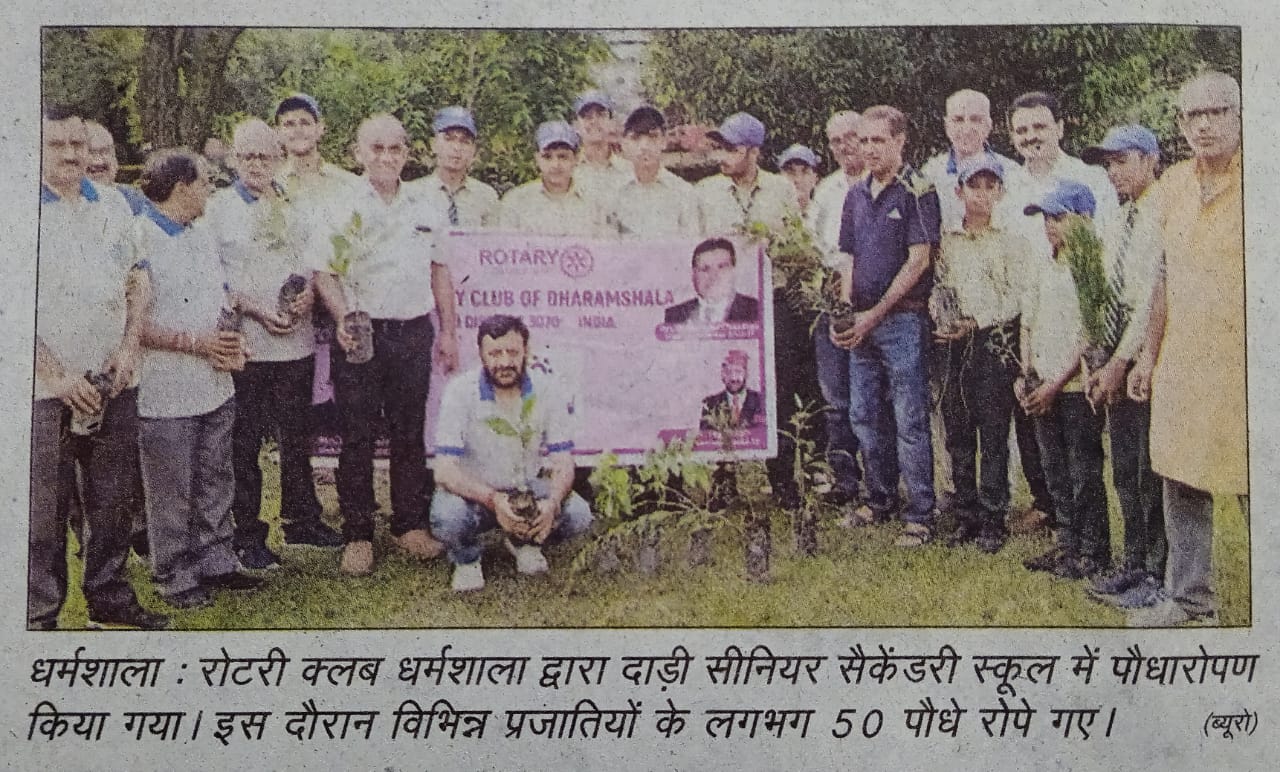 ROTARY
Y CLUB OF DHARAMSHALA
3070 INDIA
धर्मशाला : रोटरी क्लब धर्मशाला द्वारा दाड़ी सीनियर सैकेंडरी स्कूल में पौधारोपण
किया गया। इस दौरान विभिन्न प्रजातियों के लगभग 50 पौधे रोपे गए। (ब्यूरो)